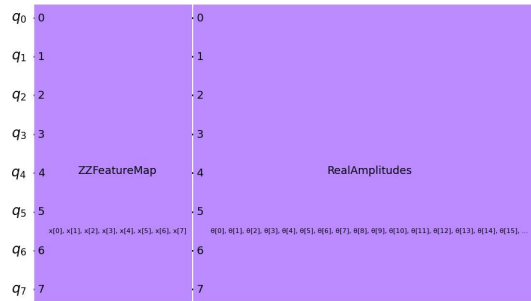 q0 0 0
q1 1 1
q2 2 2
q3 3 3
q4 ZZFeatureMap 4 RealAmplitudes 4
q5 5 5
x[0], x[1], x[2], x[3], x[4], x[5], x[6], x[7] θ[0], θ[1], θ[2], θ[3], θ[4], θ[5], θ[6], θ[7], θ[8], θ[9], θ[10], θ[11], θ[12], θ[13], θ[14], θ[15], ...
q6 6 6
q7 7 7